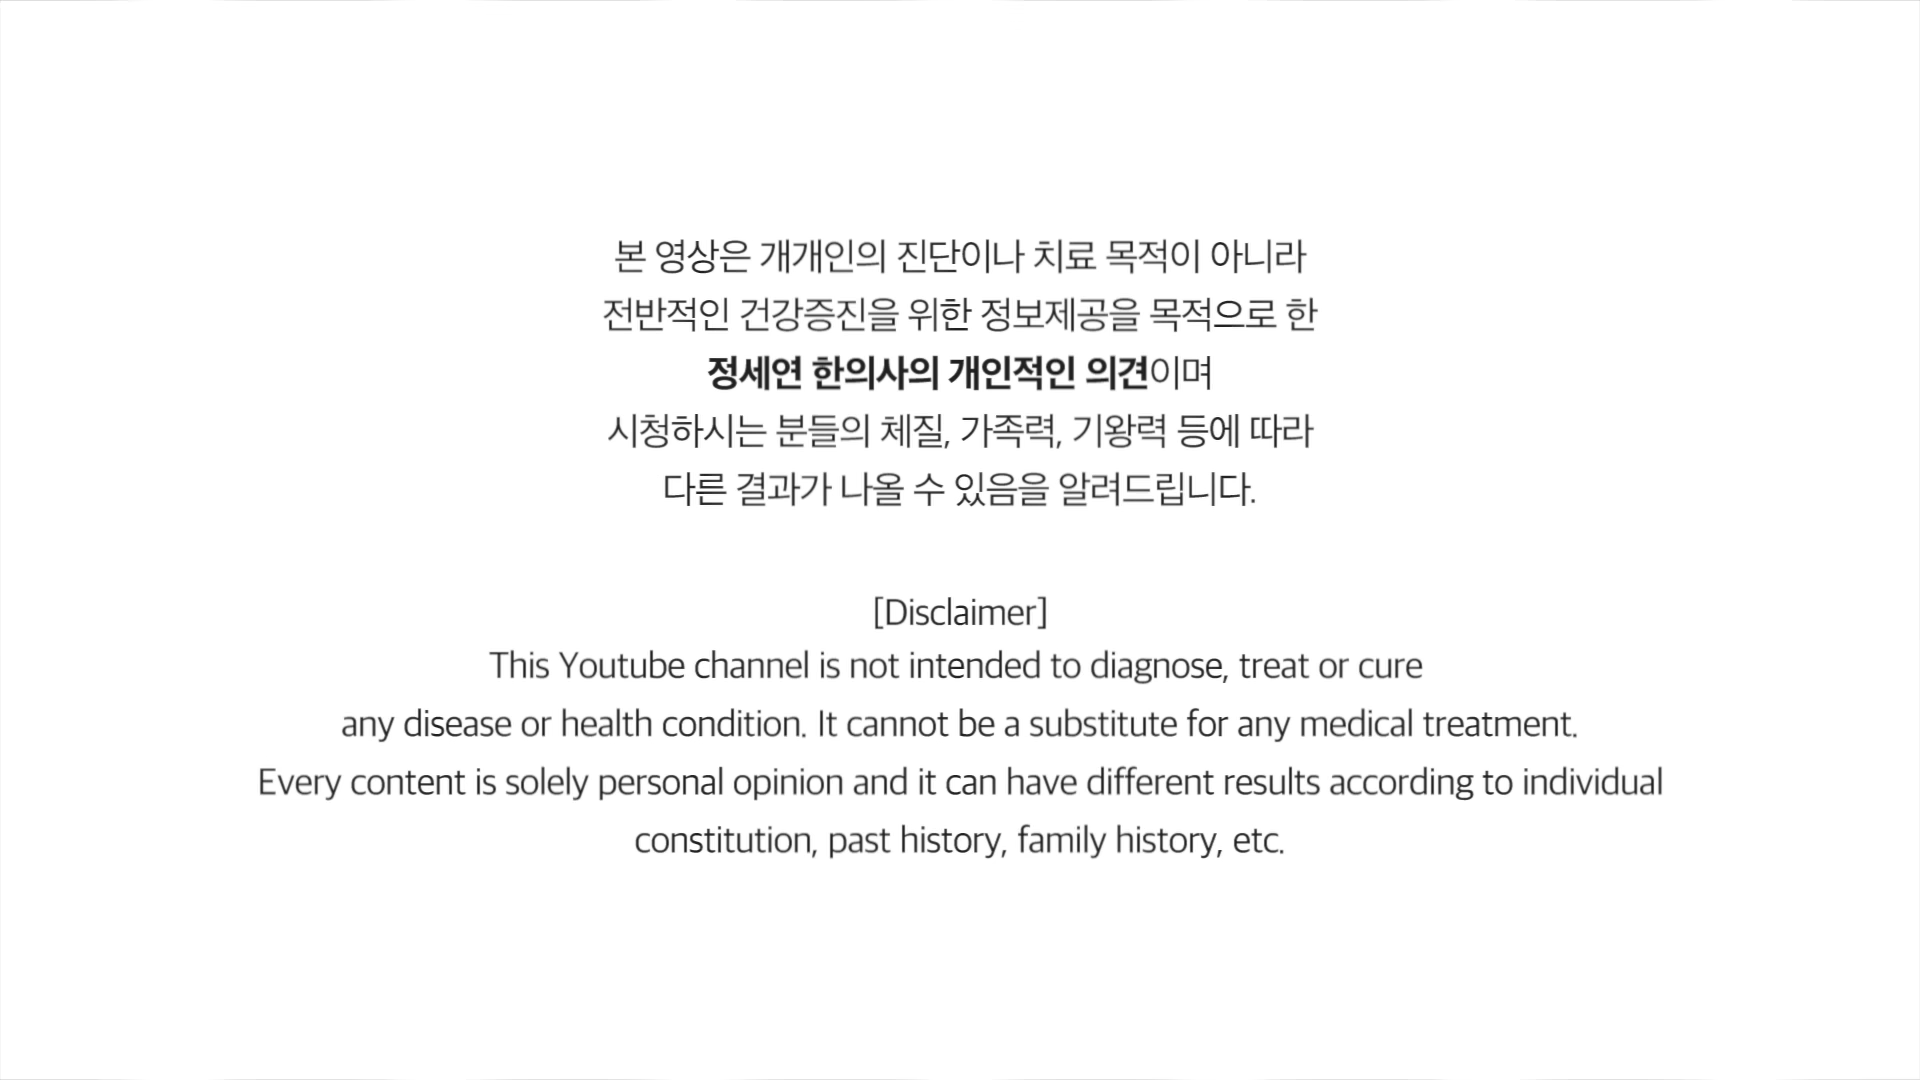 본 영상은 개개인의 진단이나 치료 목적이 아니라
전반적인 건강증진을 위한 정보제공을 목적으로 한
정세연 한의사의 개인적인 의견이며
시청하시는 분들의 체질, 가족력, 기왕력 등에 따라
다른 결과가 나올 수 있음을 알려드립니다.
[Disclaimer]
This Youtube channel is not intended to diagnose, treat or cure
any disease or health condition. It cannot be a substitute for any medical treatment.
Every content is solely personal opinion and it can have different results according to individual
constitution, past history, family history, etc.